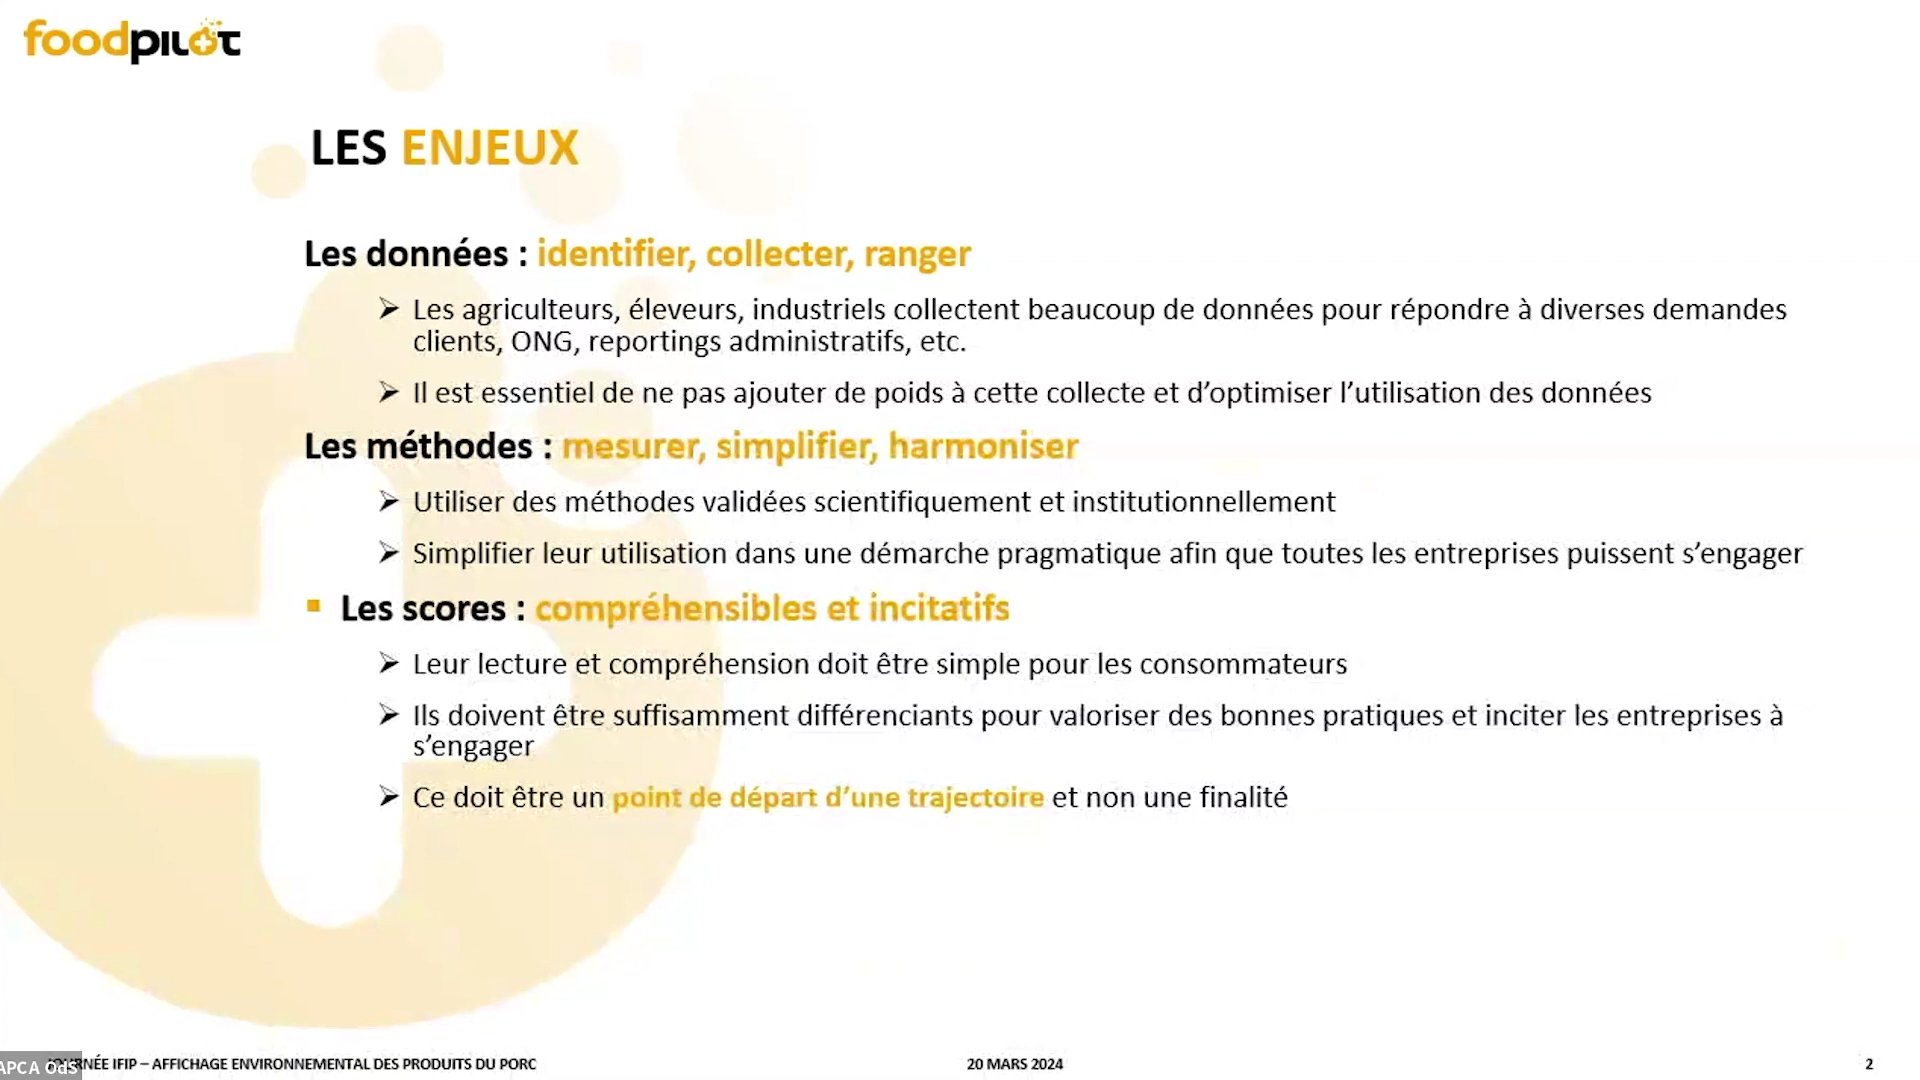 foodpilot
LES ENJEUX
Les données : identifier, collecter, ranger
➢ Les agriculteurs, éleveurs, industriels collectent beaucoup de données pour répondre à diverses demandes
clients, ONG, reportings administratifs, etc.
➢ Il est essentiel de ne pas ajouter de poids à cette collecte et d’optimiser l’utilisation des données
Les méthodes : mesurer, simplifier, harmoniser
➢ Utiliser des méthodes validées scientifiquement et institutionnellement
➢ Simplifier leur utilisation dans une démarche pragmatique afin que toutes les entreprises puissent s’engager
▪ Les scores : compréhensibles et incitatifs
➢ Leur lecture et compréhension doit être simple pour les consommateurs
➢ Ils doivent être suffisamment différenciants pour valoriser des bonnes pratiques et inciter les entreprises à
s’engager
➢ Ce doit être un point de départ d’une trajectoire et non une finalité
APCA OdS
JOURNÉE IFIP – AFFICHAGE ENVIRONNEMENTAL DES PRODUITS DU PORC
20 MARS 2024
2